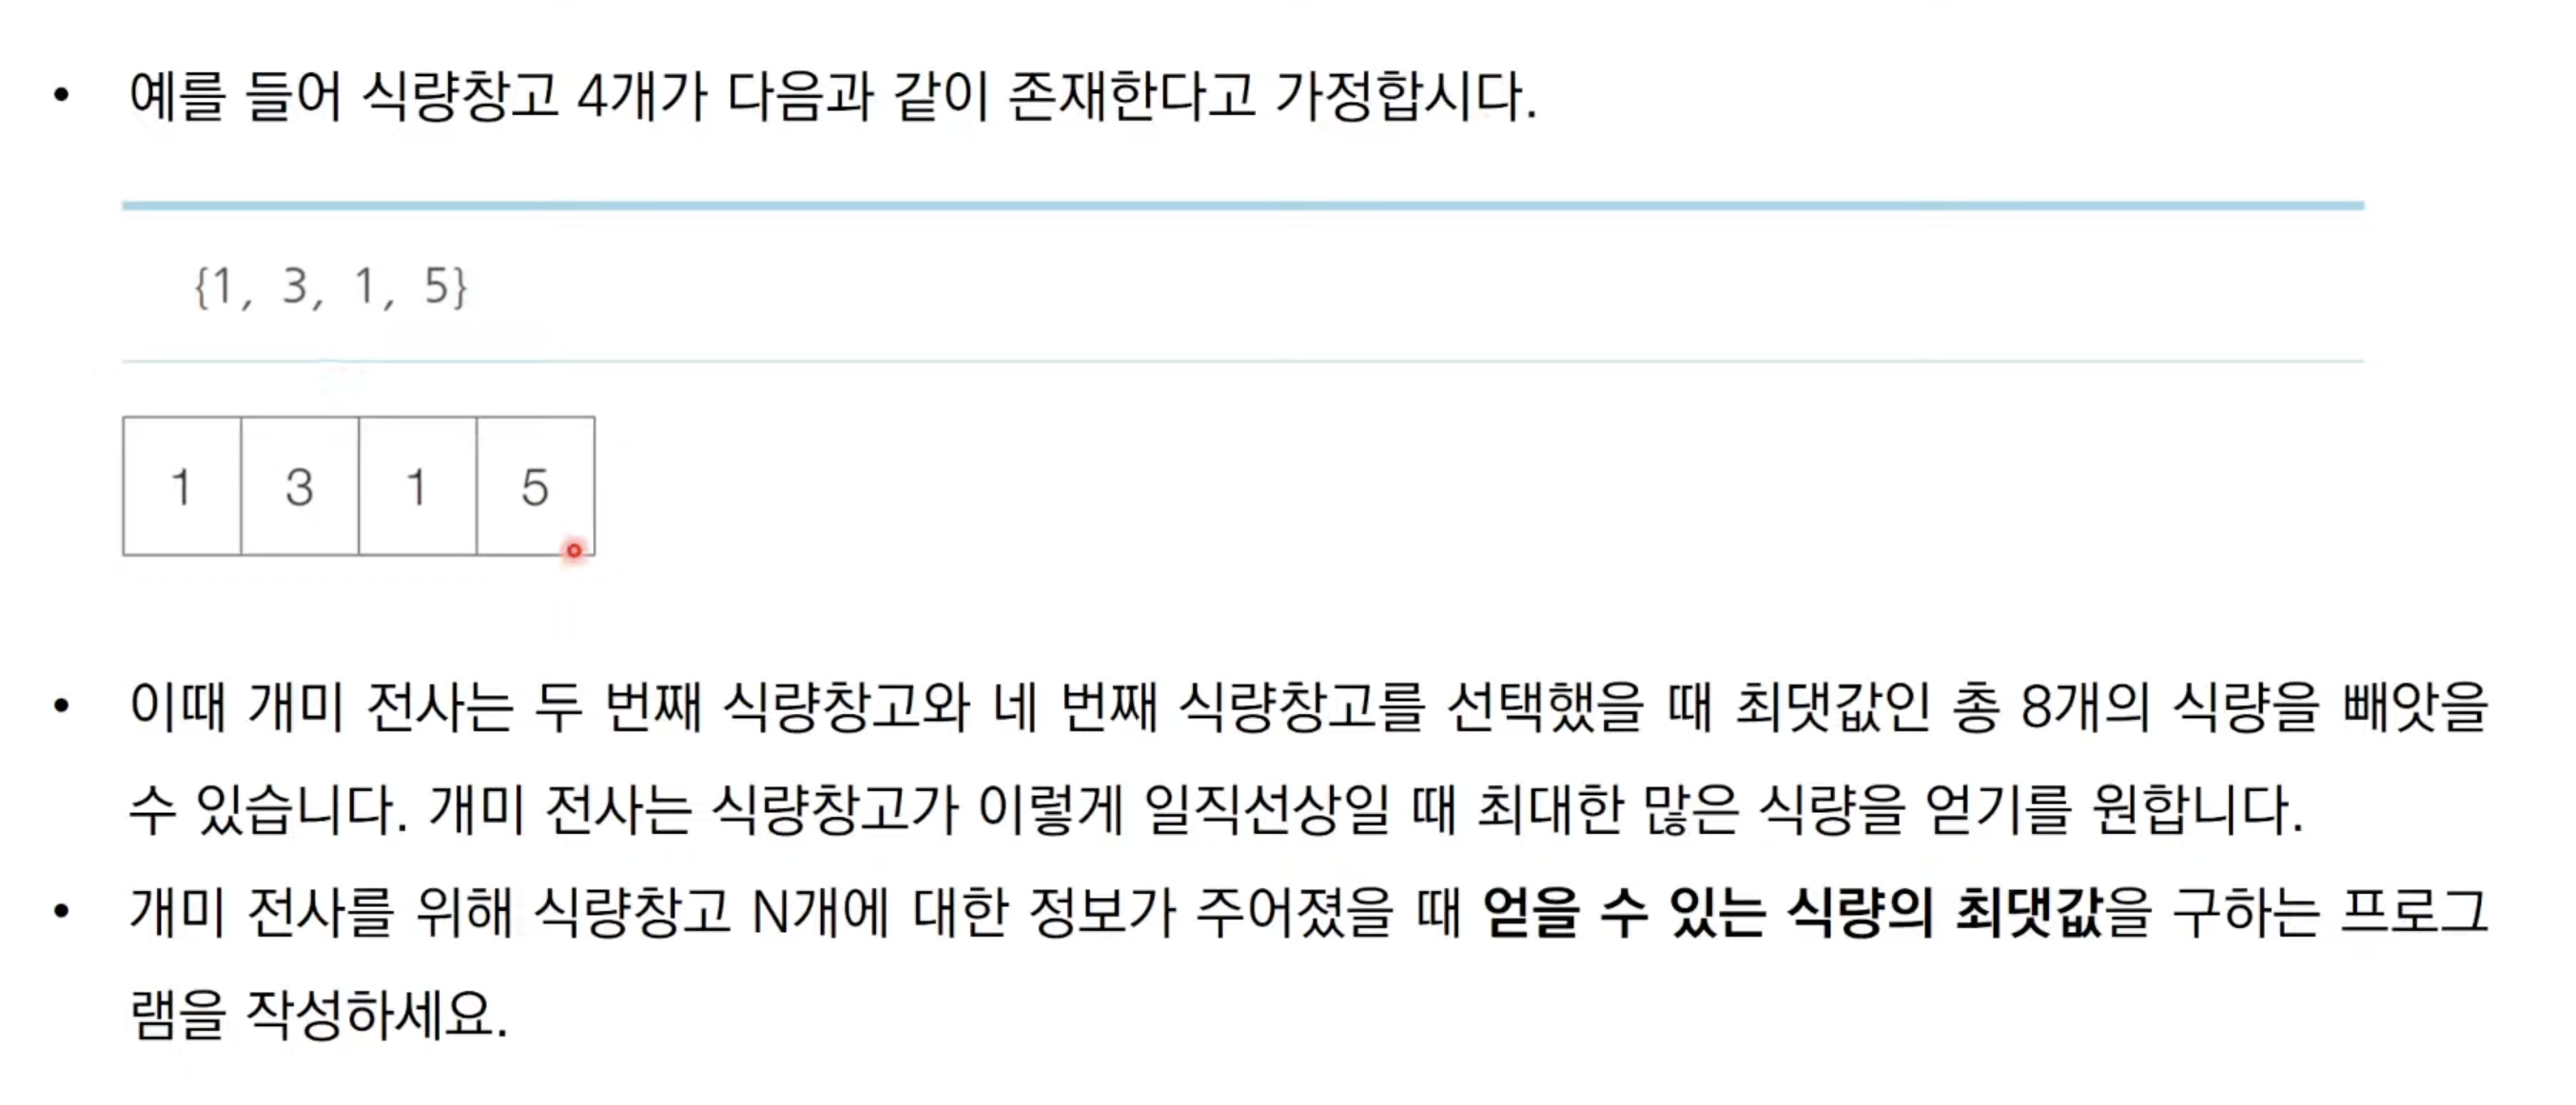 • 예를 들어 식량창고 4개가 다음과 같이 존재한다고 가정합시다.
{1, 3, 1, 5}
1 3 1 5
• 이때 개미 전사는 두 번째 식량창고와 네 번째 식량창고를 선택했을 때 최댓값인 총 8개의 식량을 빼앗을
수 있습니다. 개미 전사는 식량창고가 이렇게 일직선상일 때 최대한 많은 식량을 얻기를 원합니다.
• 개미 전사를 위해 식량창고 N개에 대한 정보가 주어졌을 때 얻을 수 있는 식량의 최댓값을 구하는 프로그
램을 작성하세요.